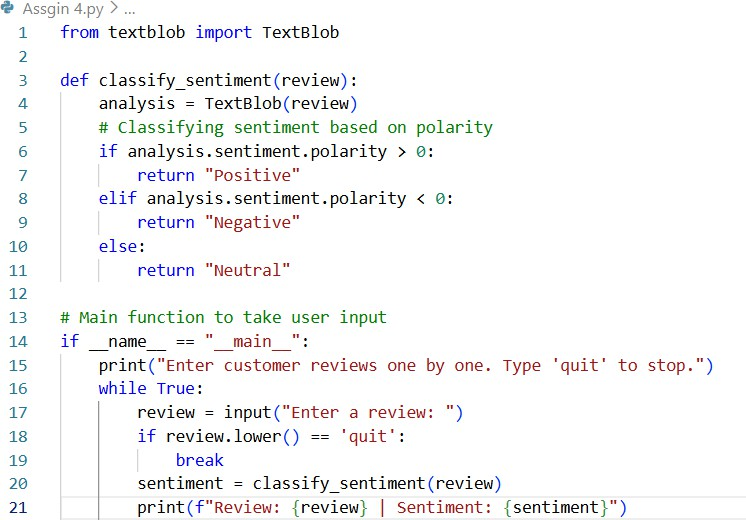 Assgin 4.py > ...
1 from textblob import TextBlob
2
3 def classify_sentiment(review):
4     analysis = TextBlob(review)
5     # Classifying sentiment based on polarity
6     if analysis.sentiment.polarity > 0:
7         return "Positive"
8     elif analysis.sentiment.polarity < 0:
9         return "Negative"
10     else:
11         return "Neutral"
12
13 # Main function to take user input
14 if __name__ == "__main__":
15     print("Enter customer reviews one by one. Type 'quit' to stop.")
16     while True:
17         review = input("Enter a review: ")
18         if review.lower() == 'quit':
19             break
20         sentiment = classify_sentiment(review)
21         print(f"Review: {review} | Sentiment: {sentiment}")